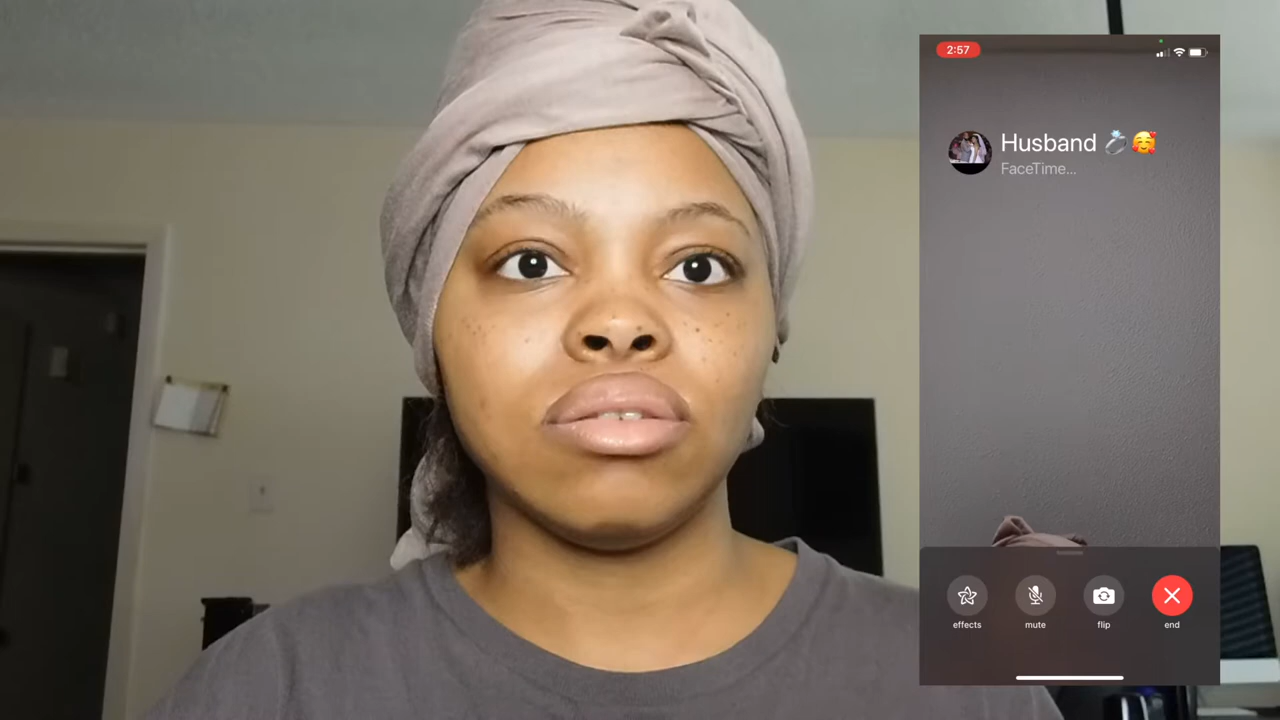 2:57
Husband 💍🥰
FaceTime...
effects
mute
flip
end